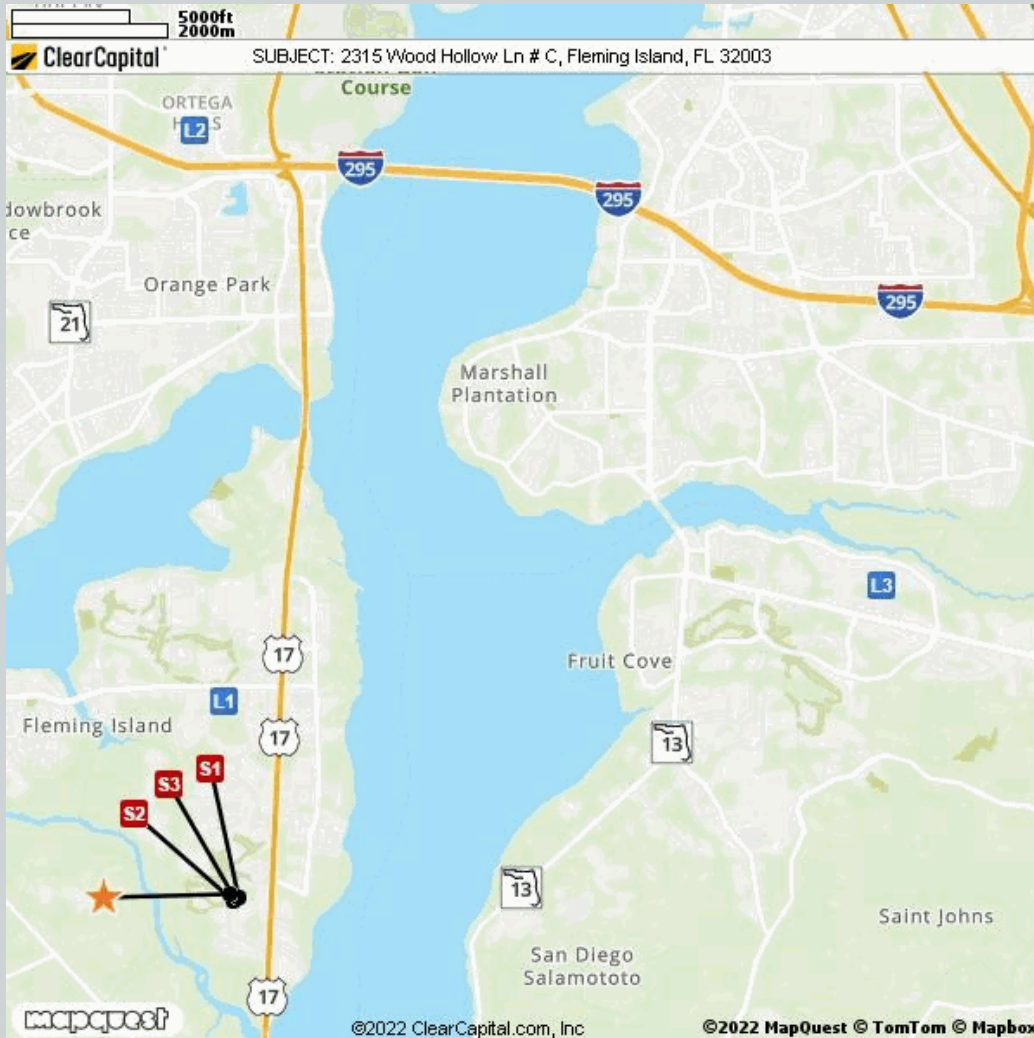 5000ft
2000m
ClearCapital
SUBJECT: 2315 Wood Hollow Ln # C, Fleming Island, FL 32003
Course
ORTEGA
L2
295
295
295
dowbrook
ce
Orange Park
21
Marshall
Plantation
L3
17
Fruit Cove
L1
Fleming Island
17
13
S1
S3
S2
13
Saint Johns
San Diego
Salamototo
17
mapquest
©2022 ClearCapital.com, Inc
©2022 MapQuest © TomTom © Mapbox